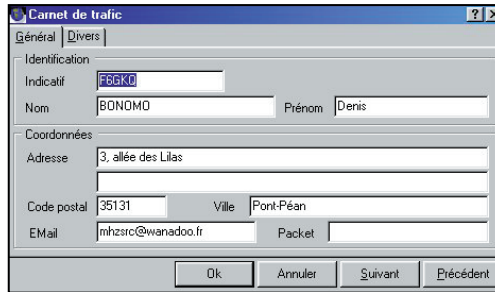 Carnet de trafic
Général Divers
Identification
Indicatif F6GKQ
Nom BONOMO Prénom Denis
Coordonnées
Adresse 3, allée des Lilas
Code postal 35131 Ville Pont-Péan
EMail mhzsrc@wanadoo.fr Packet
Ok Annuler Suivant Précédent